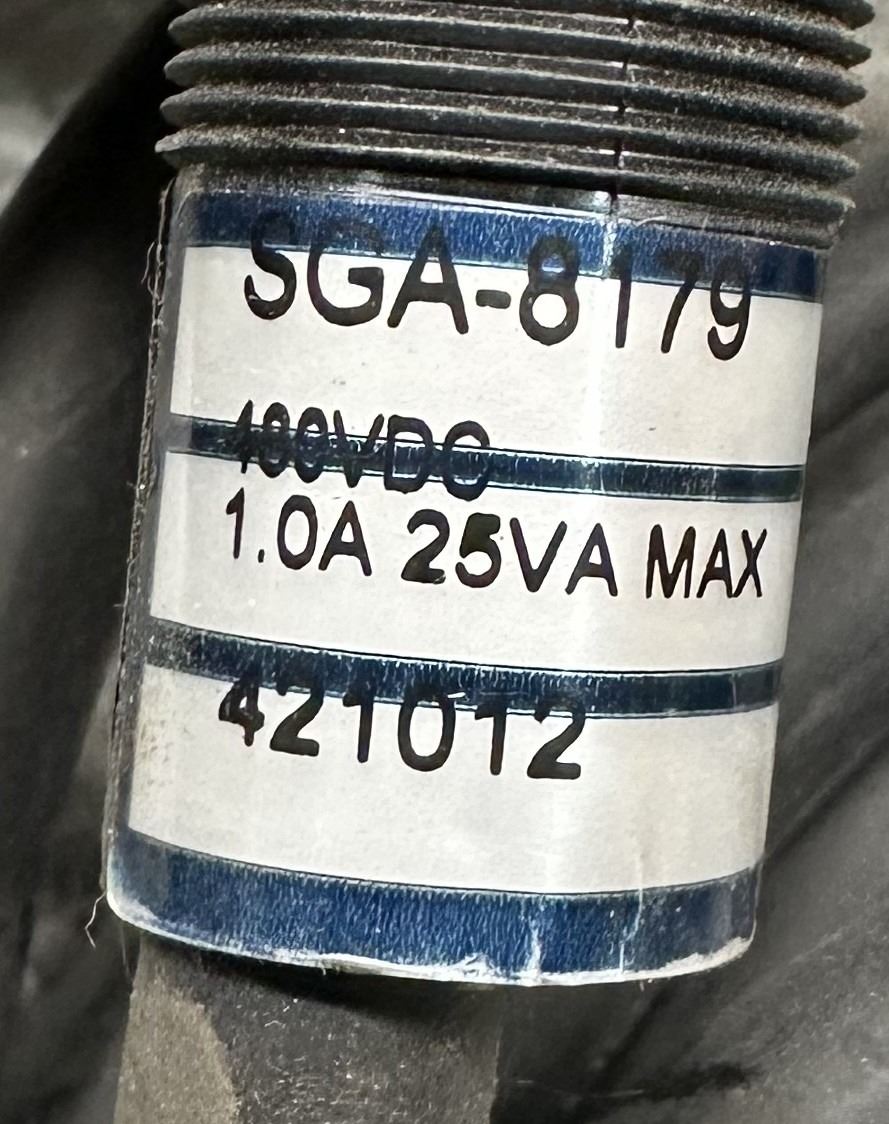 SGA-8179
400VDC
1.0A 25VA MAX
421012